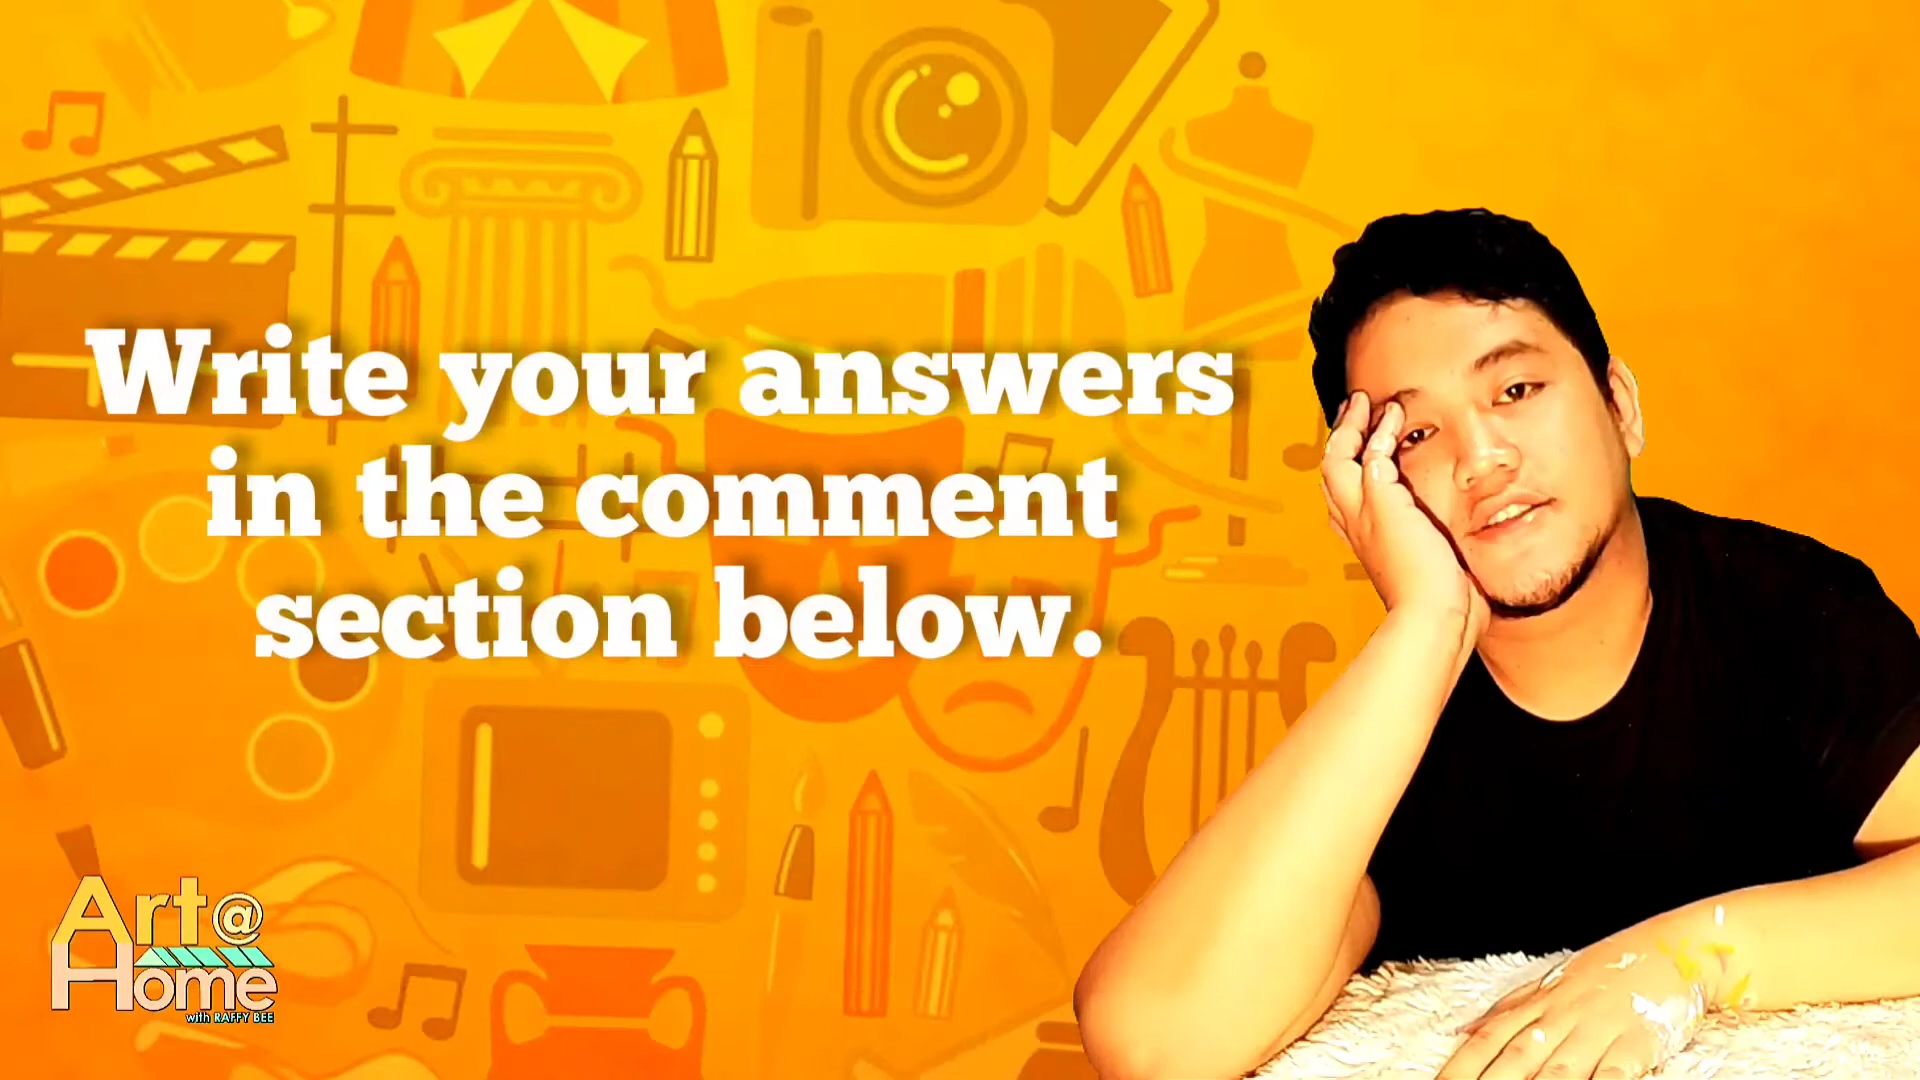 Write your answers
in the comment
section below.
Art@
Home
with RAFFY BEE